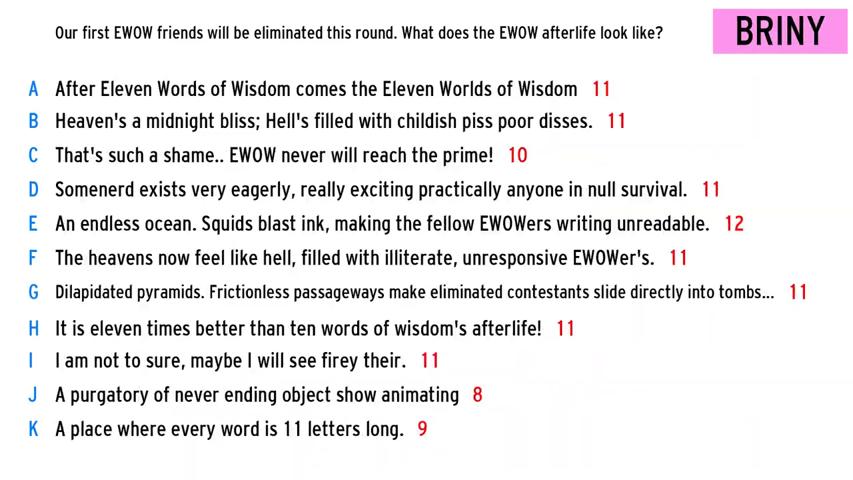 Our first EWOW friends will be eliminated this round. What does the EWOW afterlife look like?
BRINY
A After Eleven Words of Wisdom comes the Eleven Worlds of Wisdom 11
B Heaven's a midnight bliss; Hell's filled with childish piss poor disses. 11
C That's such a shame.. EWOW never will reach the prime! 10
D Somenerd exists very eagerly, really exciting practically anyone in null survival. 11
E An endless ocean. Squids blast ink, making the fellow EWOWers writing unreadable. 12
F The heavens now feel like hell, filled with illiterate, unresponsive EWOWer's. 11
G Dilapidated pyramids. Frictionless passageways make eliminated contestants slide directly into tombs... 11
H It is eleven times better than ten words of wisdom's afterlife! 11
I I am not to sure, maybe I will see firey their. 11
J A purgatory of never ending object show animating 8
K A place where every word is 11 letters long. 9